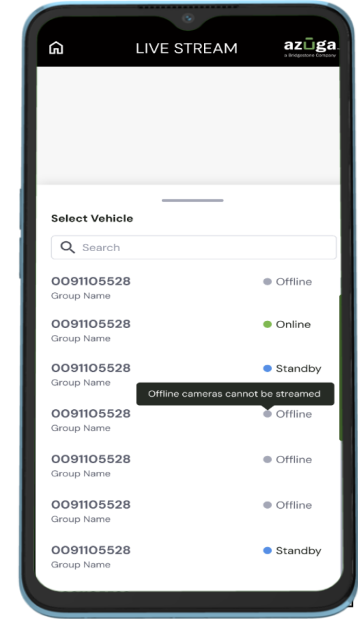 LIVE STREAM
azūga
a Bridgestone Company
Select Vehicle
Search
0091105528 Offline
Group Name
0091105528 Online
Group Name
0091105528 Standby
Group Name
Offline cameras cannot be streamed
0091105528 Offline
Group Name
0091105528 Offline
Group Name
0091105528 Offline
Group Name
0091105528 Standby
Group Name